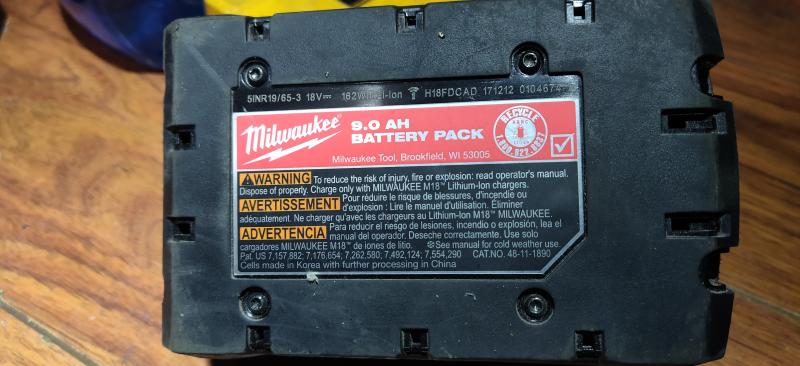 5INR19/65-3 18V⎓ 162Wh Li-Ion H18FDCAD 171212 0104674
Milwaukee
9.0 AH
BATTERY PACK
RECYCLE
RBRC
Li-ion
1.800.822.8837
Milwaukee Tool, Brookfield, WI 53005
WARNING To reduce the risk of injury, fire or explosion: read operator's manual.
Dispose of properly. Charge only with MILWAUKEE M18™ Lithium-Ion chargers.
AVERTISSEMENT Pour réduire le risque de blessures, d'incendie ou
d'explosion : Lire le manuel d'utilisation. Éliminer
adéquatement. Ne charger qu'avec les chargeurs au Lithium-Ion M18™ MILWAUKEE.
ADVERTENCIA Para reducir el riesgo de lesiones, incendio o explosión, lea el
manual del operador. Deseche correctamente. Use solo
cargadores MILWAUKEE M18™ de iones de litio. ❄See manual for cold weather use.
Pat. US 7,157,882; 7,176,654; 7,262,580; 7,492,124; 7,554,290 CAT.NO. 48-11-1890
Cells made in Korea with further processing in China